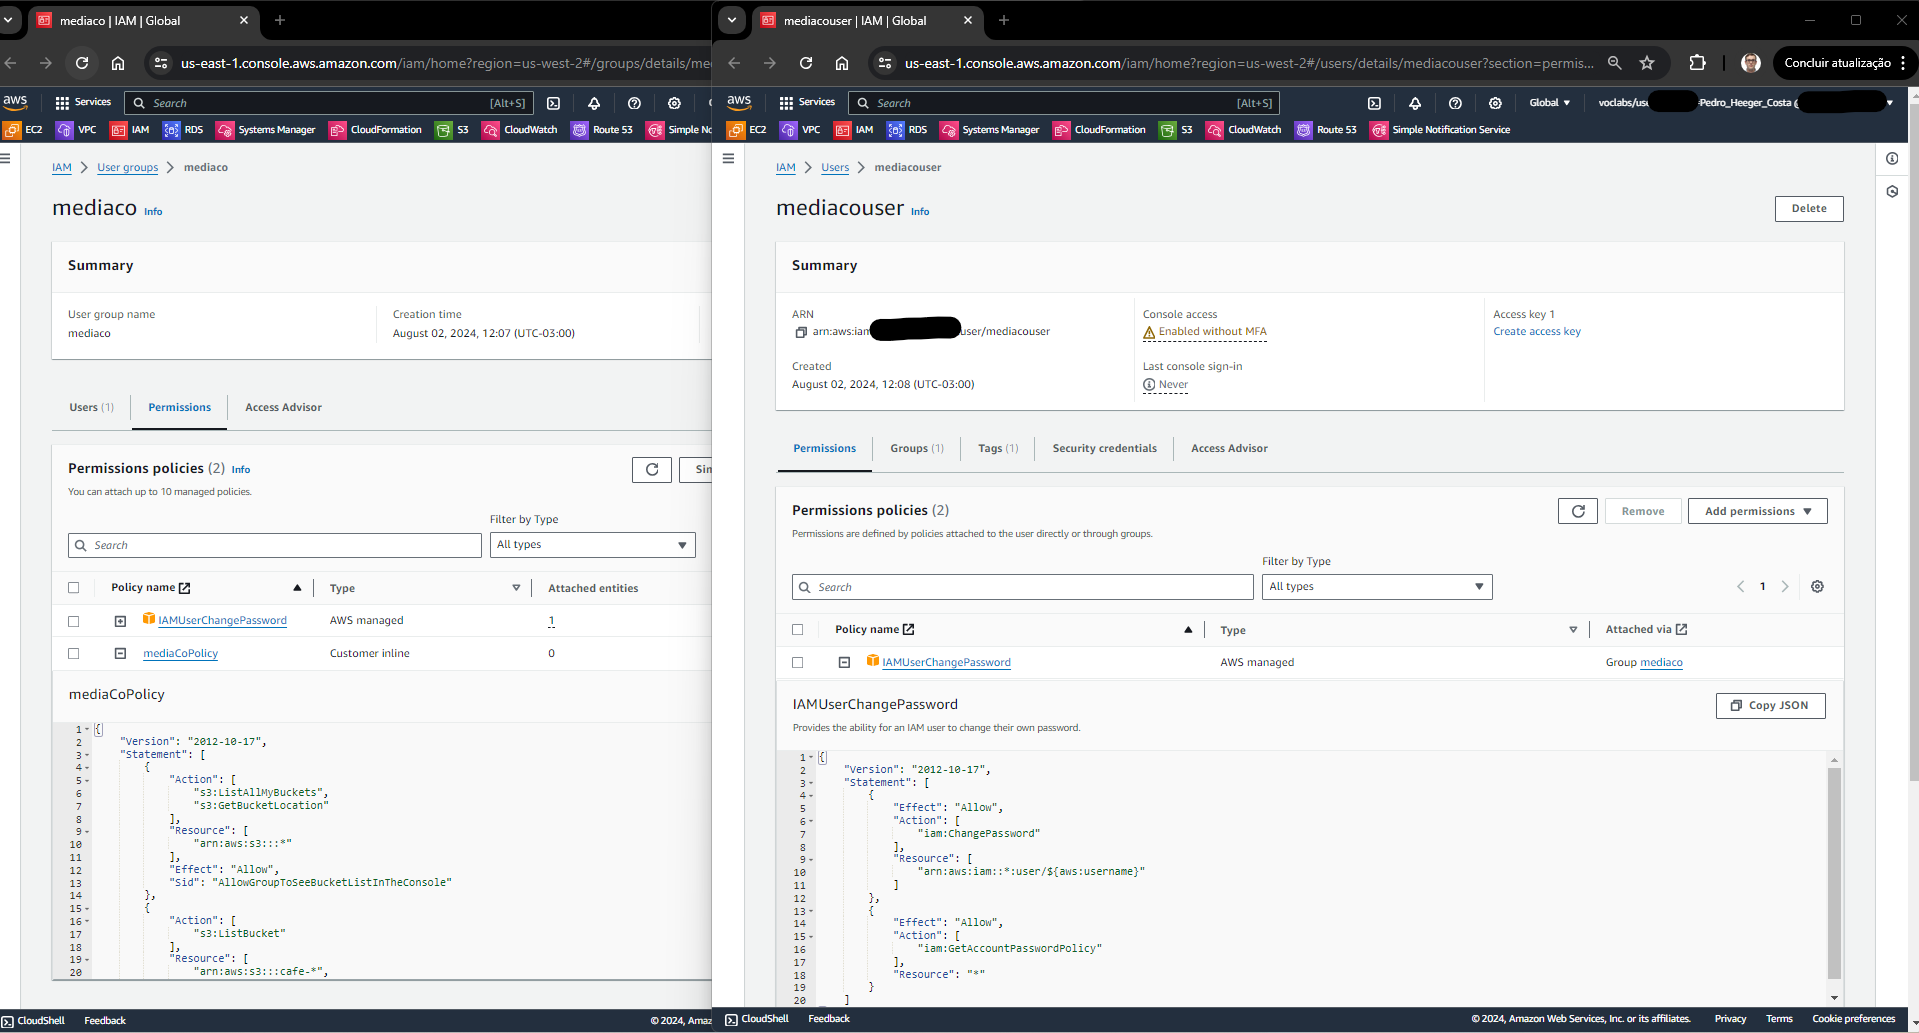 mediaco | IAM | Global
us-east-1.console.aws.amazon.com/iam/home?region=us-west-2#/groups/details/me
aws
Services
Search
[Alt+S]
EC2
VPC
IAM
RDS
Systems Manager
CloudFormation
S3
CloudWatch
Route 53
Simple No
IAM
User groups
mediaco
mediaco Info
Summary
User group name
mediaco
Creation time
August 02, 2024, 12:07 (UTC-03:00)
Users (1)
Permissions
Access Advisor
Permissions policies (2) Info
You can attach up to 10 managed policies.
Sim
Filter by Type
Search
All types
Policy name
Type
Attached entities
IAMUserChangePassword
AWS managed
1
mediaCoPolicy
Customer inline
0
mediaCoPolicy
1 {
2 "Version": "2012-10-17",
3 "Statement": [
4 {
5 "Action": [
6 "s3:ListAllMyBuckets",
7 "s3:GetBucketLocation"
8 ],
9 "Resource": [
10 "arn:aws:s3:::*"
11 ],
12 "Effect": "Allow",
13 "Sid": "AllowGroupToSeeBucketListInTheConsole"
14 },
15 {
16 "Action": [
17 "s3:ListBucket"
18 ],
19 "Resource": [
20 "arn:aws:s3:::cafe-*",
CloudShell
Feedback
© 2024, Amaz
mediacouser | IAM | Global
us-east-1.console.aws.amazon.com/iam/home?region=us-west-2#/users/details/mediacouser?section=permis...
Concluir atualização
aws
Services
Search
[Alt+S]
Global
voclabs/use
-Pedro_Heeger_Costa @
EC2
VPC
IAM
RDS
Systems Manager
CloudFormation
S3
CloudWatch
Route 53
Simple Notification Service
IAM
Users
mediacouser
mediacouser Info
Delete
Summary
ARN
arn:aws:iam
user/mediacouser
Console access
Enabled without MFA
Access key 1
Create access key
Created
August 02, 2024, 12:08 (UTC-03:00)
Last console sign-in
Never
Permissions
Groups (1)
Tags (1)
Security credentials
Access Advisor
Permissions policies (2)
Permissions are defined by policies attached to the user directly or through groups.
Remove
Add permissions
Filter by Type
Search
All types
1
Policy name
Type
Attached via
IAMUserChangePassword
AWS managed
Group mediaco
IAMUserChangePassword
Provides the ability for an IAM user to change their own password.
Copy JSON
1 {
2 "Version": "2012-10-17",
3 "Statement": [
4 {
5 "Effect": "Allow",
6 "Action": [
7 "iam:ChangePassword"
8 ],
9 "Resource": [
10 "arn:aws:iam::*:user/${aws:username}"
11 ]
12 },
13 {
14 "Effect": "Allow",
15 "Action": [
16 "iam:GetAccountPasswordPolicy"
17 ],
18 "Resource": "*"
19 }
20 ]
CloudShell
Feedback
© 2024, Amazon Web Services, Inc. or its affiliates.
Privacy
Terms
Cookie preferences